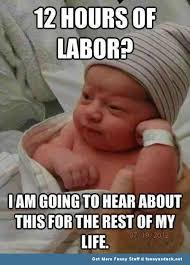 12 HOURS OF
LABOR?
I AM GOING TO HEAR ABOUT
THIS FOR THE REST OF MY
LIFE.
Get More Funny Stuff @ funnyasduck.net